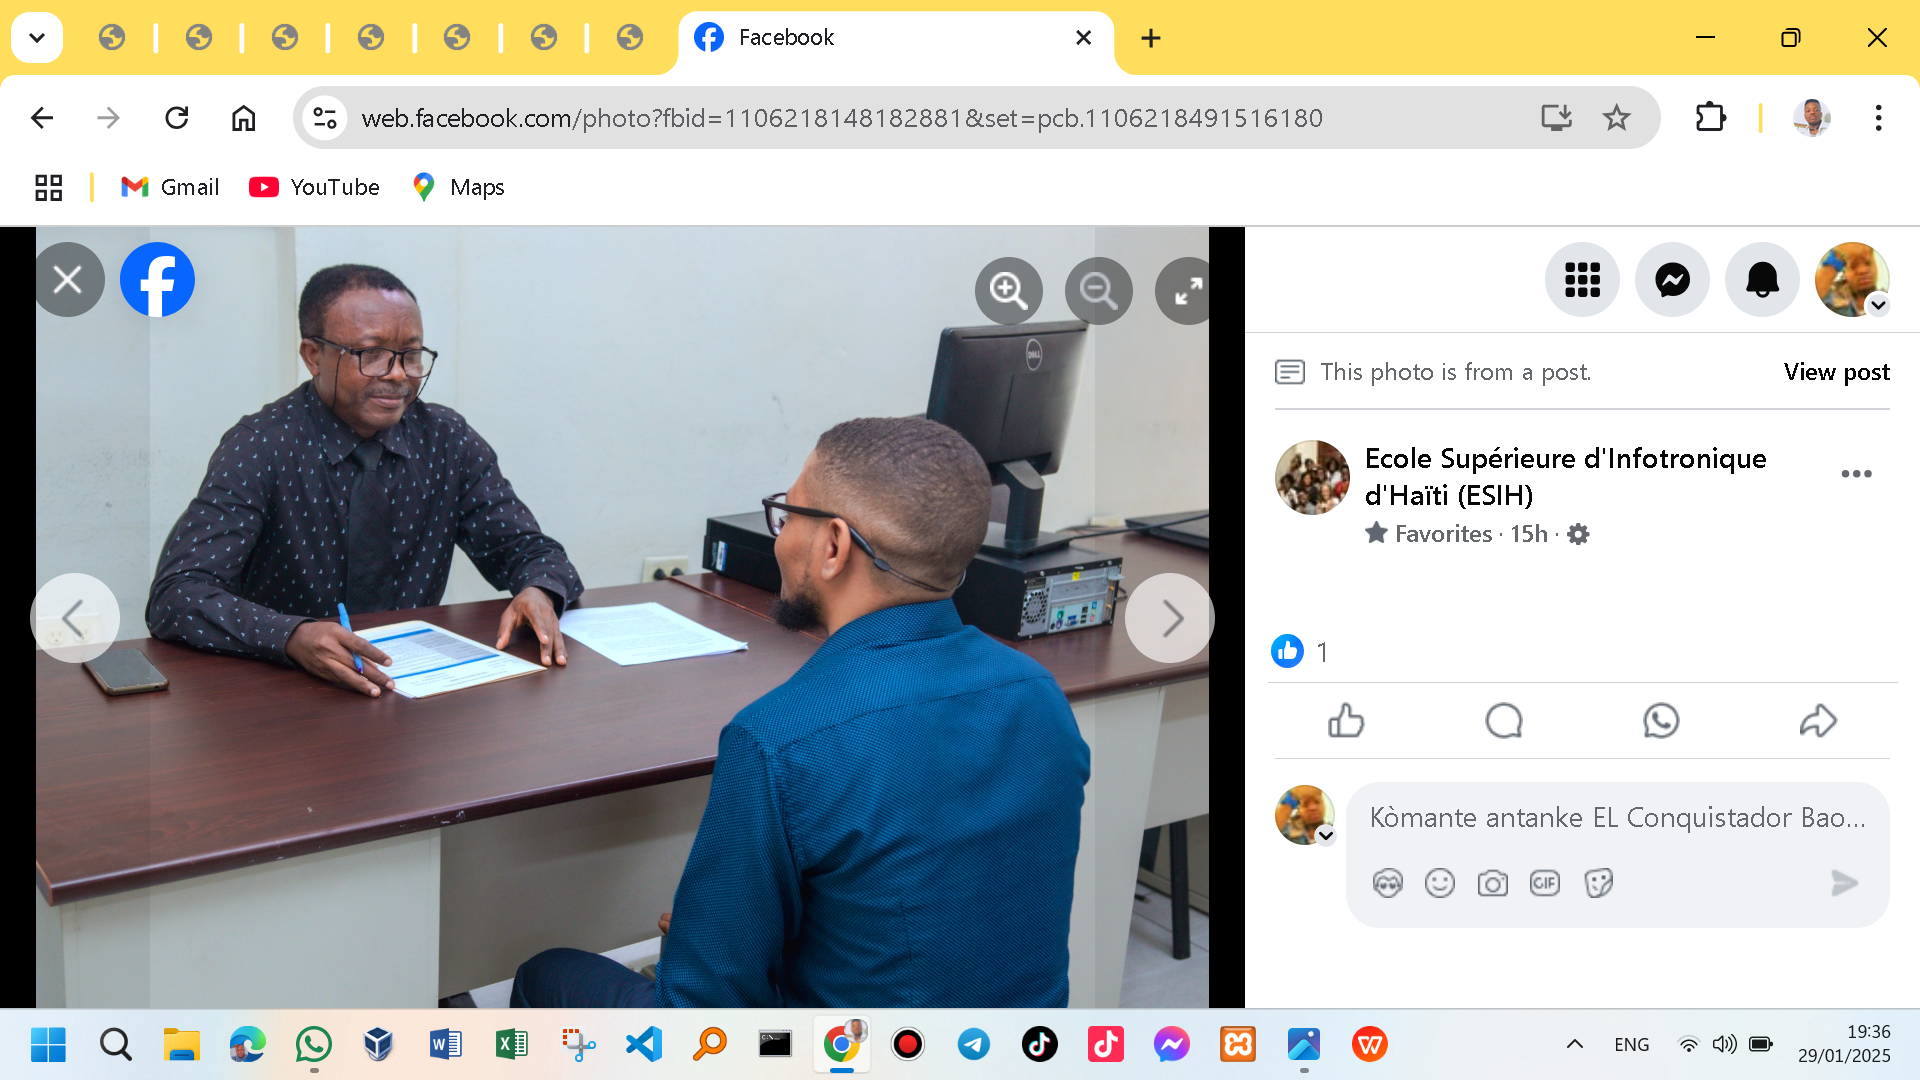 Facebook
web.facebook.com/photo?fbid=1106218148182881&set=pcb.1106218491516180
Gmail
YouTube
Maps
DELL
This photo is from a post.
View post
Ecole Supérieure d'Infotronique
d'Haïti (ESIH)
Favorites · 15h ·
1
Kòmante antanke EL Conquistador Bao...
GIF
ENG
19:36
29/01/2025